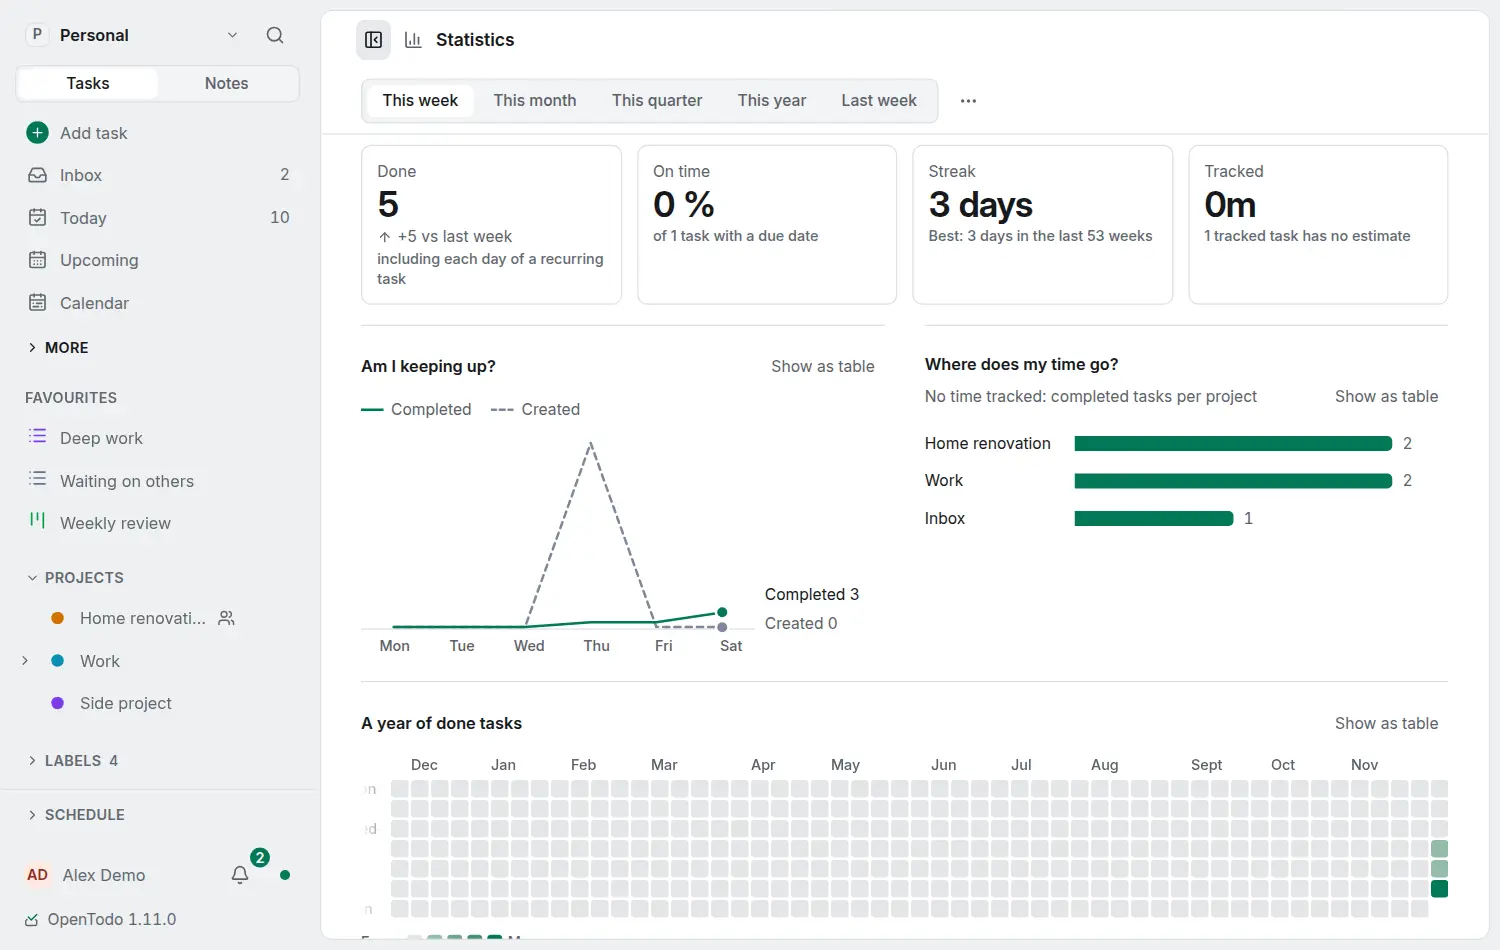 P Personal
Tasks Notes
Add task
Inbox 2
Today 10
Upcoming
Calendar
MORE
FAVOURITES
Deep work
Waiting on others
Weekly review
PROJECTS
Home renovati...
Work
Side project
LABELS 4
SCHEDULE
AD Alex Demo 2
OpenTodo 1.11.0
Statistics
This week This month This quarter This year Last week
Done
5
+5 vs last week
including each day of a recurring
task
On time
0 %
of 1 task with a due date
Streak
3 days
Best: 3 days in the last 53 weeks
Tracked
0m
1 tracked task has no estimate
Am I keeping up? Show as table
Completed Created
Completed 3
Created 0
Mon Tue Wed Thu Fri Sat
Where does my time go?
No time tracked: completed tasks per project Show as table
Home renovation 2
Work 2
Inbox 1
A year of done tasks Show as table
Dec Jan Feb Mar Apr May Jun Jul Aug Sept Oct Nov